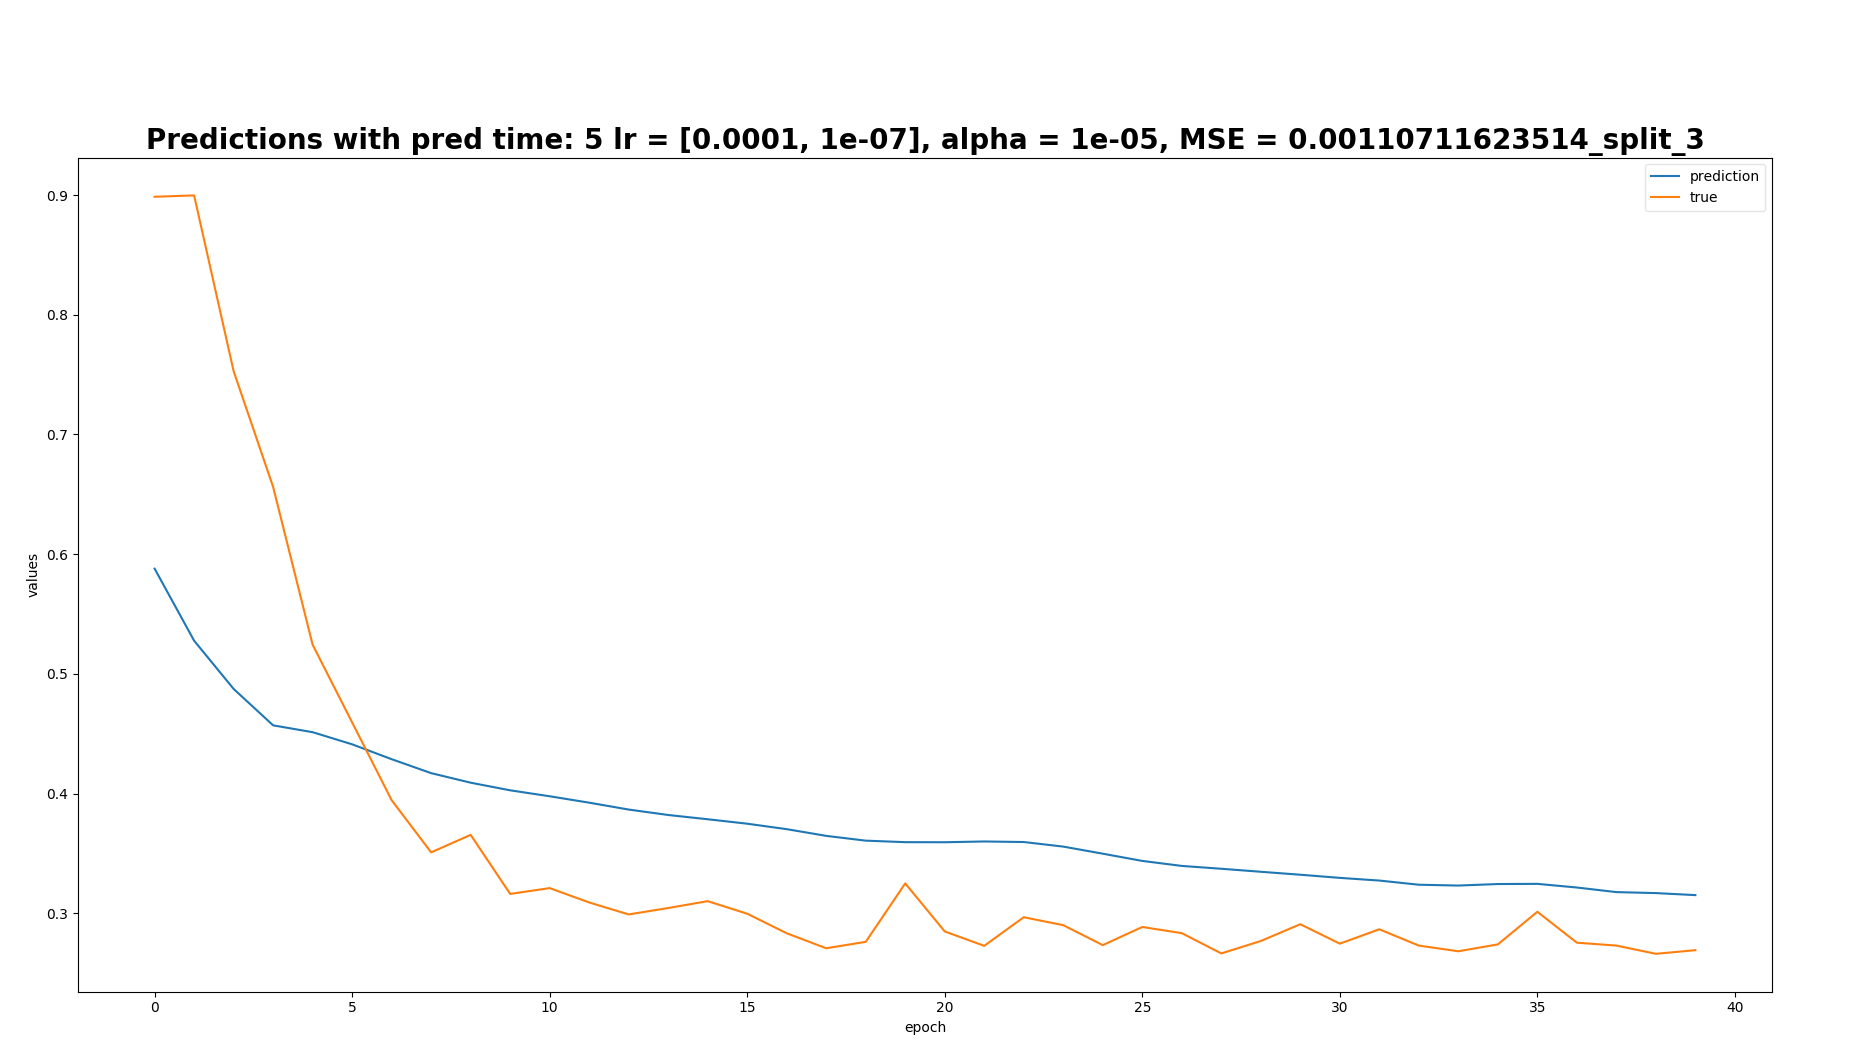 Predictions with pred time: 5 lr = [0.0001, 1e-07], alpha = 1e-05, MSE = 0.00110711623514_split_3
prediction
true
0.9
0.8
0.7
0.6
0.5
0.4
0.3
values
0 5 10 15 20 25 30 35 40
epoch